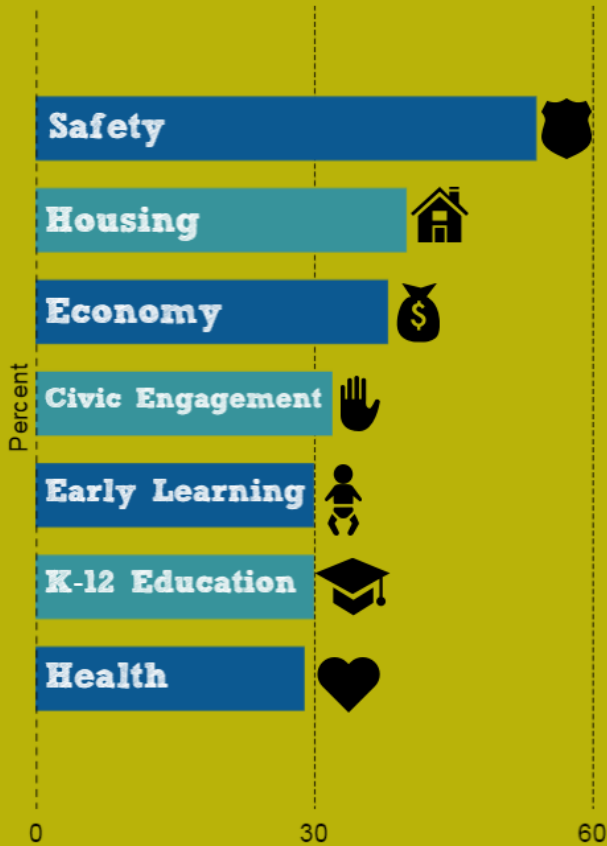 Safety
Housing
Economy
$
Civic Engagement
Percent
Early Learning
K-12 Education
Health
0 30 60